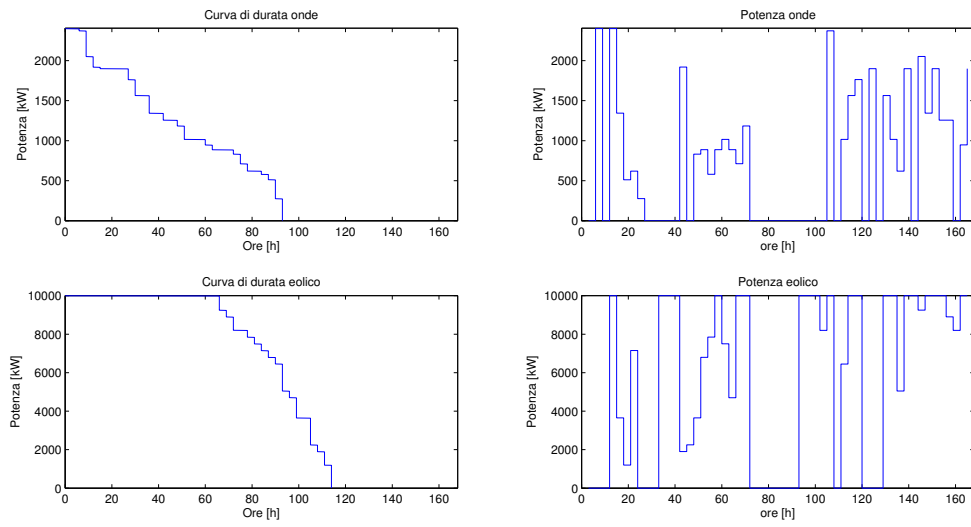 Curva di durata onde
Potenza [kW]
2000
1500
1000
500
0
0 20 40 60 80 100 120 140 160
Ore [h]
Potenza onde
Potenza [kW]
2000
1500
1000
500
0
0 20 40 60 80 100 120 140 160
ore [h]
Curva di durata eolico
Potenza [kW]
10000
8000
6000
4000
2000
0
0 20 40 60 80 100 120 140 160
Ore [h]
Potenza eolico
Potenza [kW]
10000
8000
6000
4000
2000
0
0 20 40 60 80 100 120 140 160
ore [h]